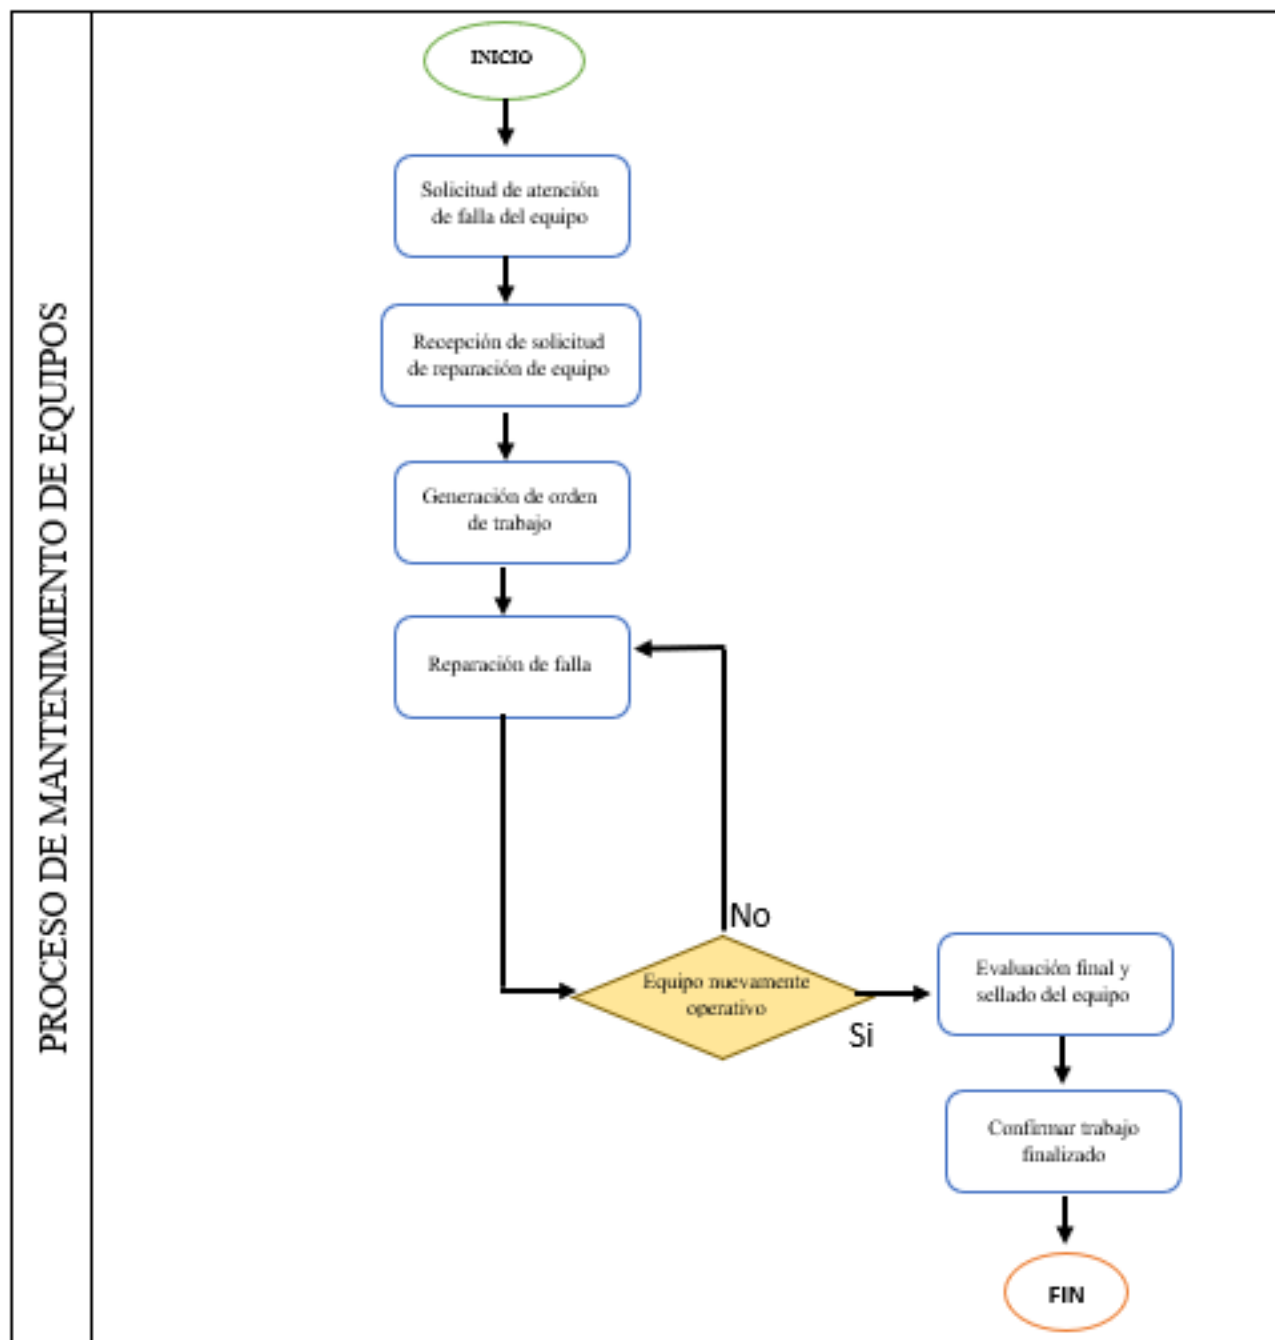 PROCESO DE MANTENIMIENTO DE EQUIPOS
INICIO
Solicitud de atención
de falla del equipo
Recepción de solicitud
de reparación de equipo
Generación de orden
de trabajo
Reparación de falla
No
Equipo nuevamente
operativo
Si
Evaluación final y
sellado del equipo
Confirmar trabajo
finalizado
FIN